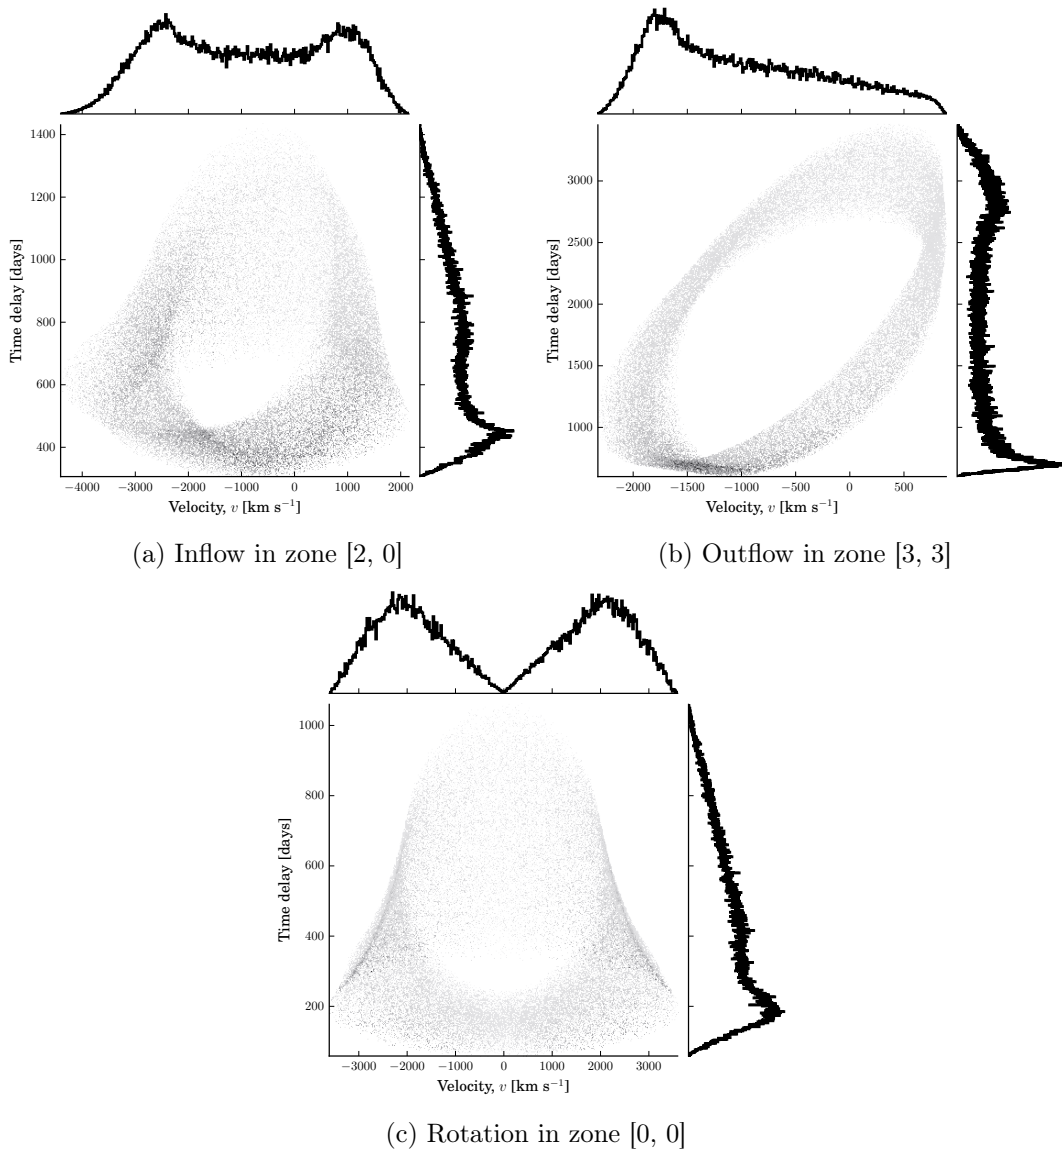 1400
1200
1000
800
600
400
Time delay [days]
−4000 −3000 −2000 −1000 0 1000 2000
Velocity, v [km s⁻¹]
(a) Inflow in zone [2, 0]
3000
2500
2000
1500
1000
Time delay [days]
−2000 −1500 −1000 −500 0 500
Velocity, v [km s⁻¹]
(b) Outflow in zone [3, 3]
1000
800
600
400
200
Time delay [days]
−3000 −2000 −1000 0 1000 2000 3000
Velocity, v [km s⁻¹]
(c) Rotation in zone [0, 0]